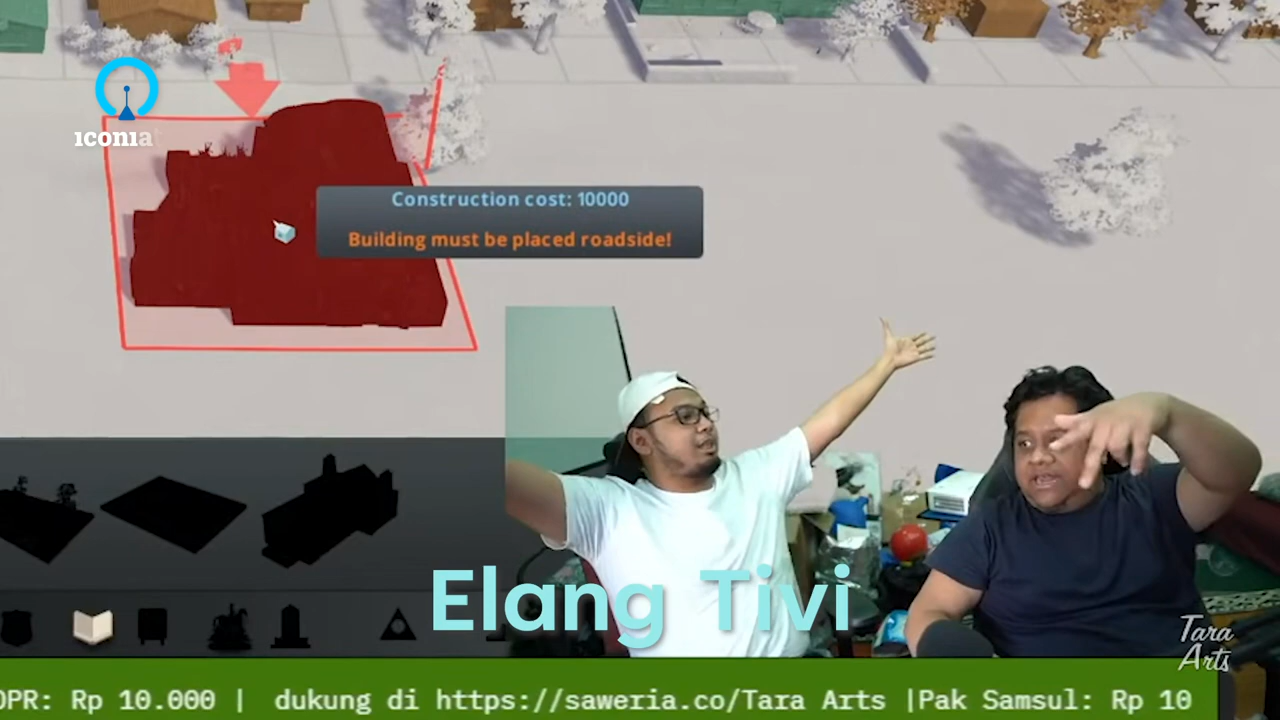 ıconıa
Construction cost: 10000
Building must be placed roadside!
Elang Tivi
Tara
Arts
OPR: Rp 10.000 | dukung di https://saweria.co/Tara Arts |Pak Samsul: Rp 10